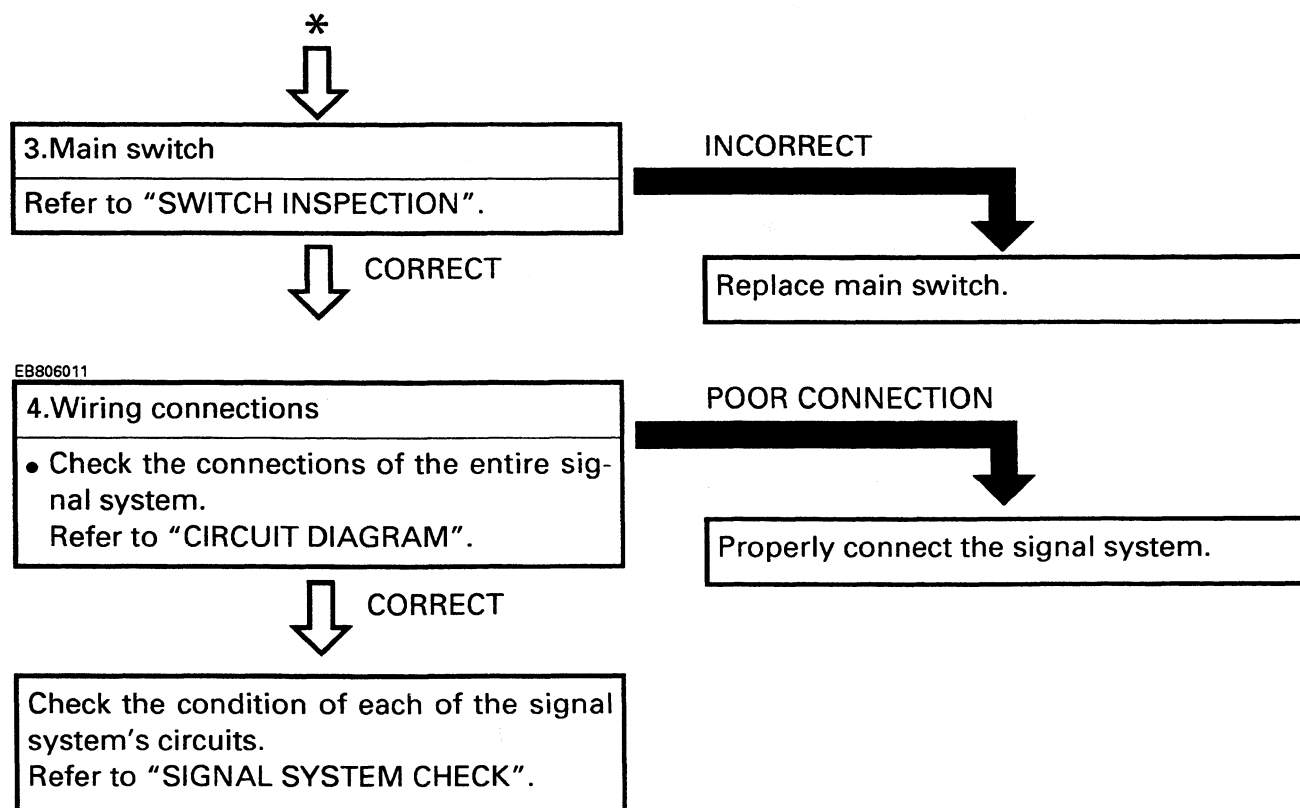 *
3.Main switch
Refer to “SWITCH INSPECTION”.
INCORRECT
Replace main switch.
CORRECT
EB806011
4.Wiring connections
• Check the connections of the entire sig-
nal system.
Refer to “CIRCUIT DIAGRAM”.
POOR CONNECTION
Properly connect the signal system.
CORRECT
Check the condition of each of the signal
system’s circuits.
Refer to “SIGNAL SYSTEM CHECK”.